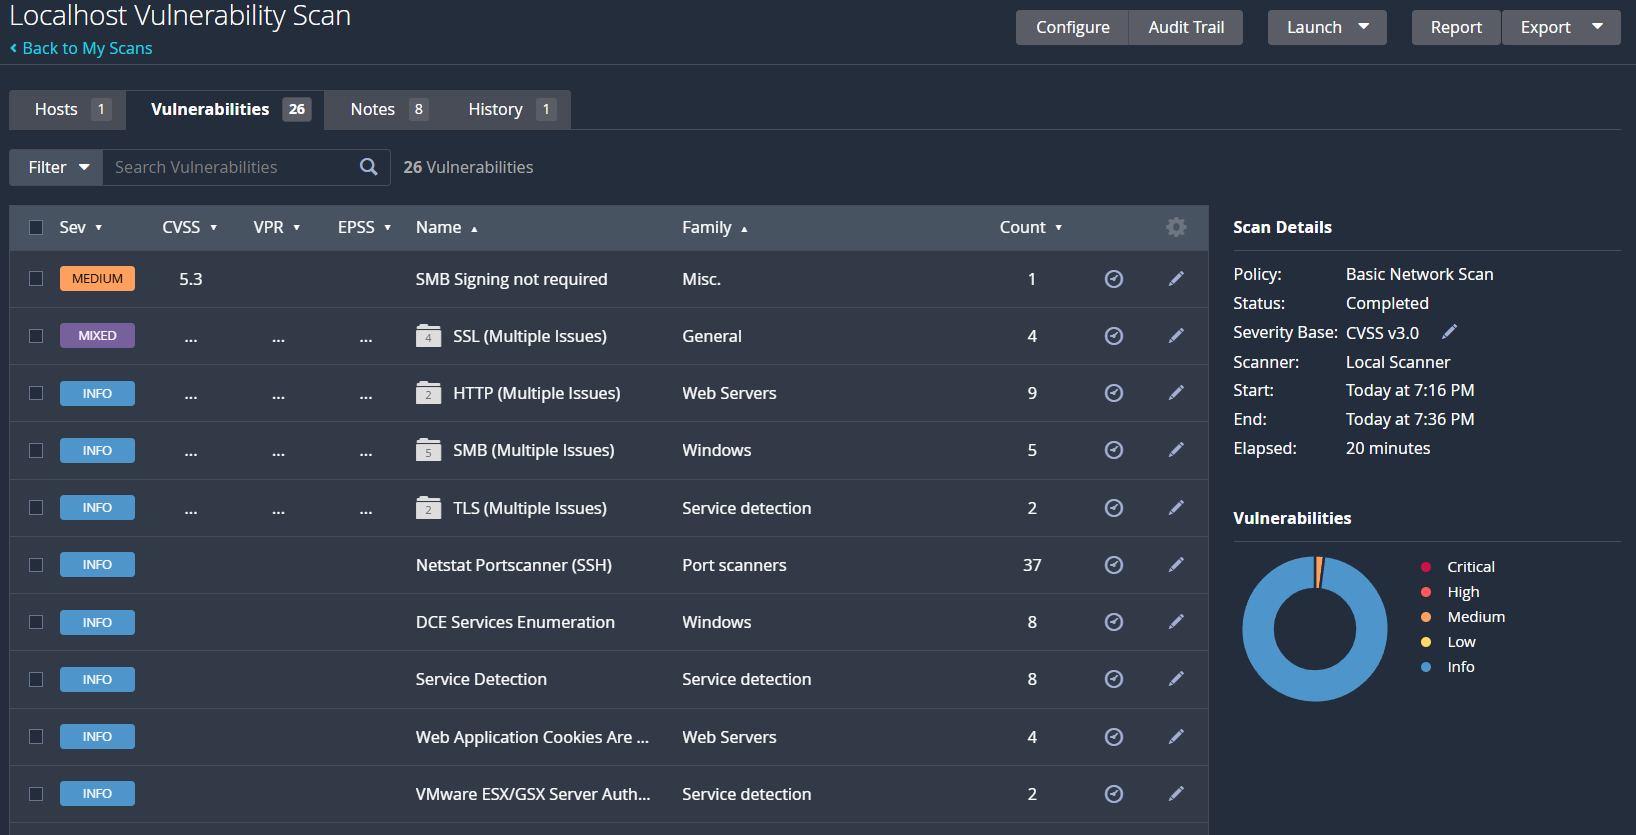 Localhost Vulnerability Scan
Back to My Scans
Configure Audit Trail Launch Report Export
Hosts 1 Vulnerabilities 26 Notes 8 History 1
Filter Search Vulnerabilities 26 Vulnerabilities
Sev CVSS VPR EPSS Name Family Count
MEDIUM 5.3 SMB Signing not required Misc. 1
MIXED ... ... ... 4 SSL (Multiple Issues) General 4
INFO ... ... ... 2 HTTP (Multiple Issues) Web Servers 9
INFO ... ... ... 5 SMB (Multiple Issues) Windows 5
INFO ... ... ... 2 TLS (Multiple Issues) Service detection 2
INFO Netstat Portscanner (SSH) Port scanners 37
INFO DCE Services Enumeration Windows 8
INFO Service Detection Service detection 8
INFO Web Application Cookies Are ... Web Servers 4
INFO VMware ESX/GSX Server Auth... Service detection 2
Scan Details
Policy: Basic Network Scan
Status: Completed
Severity Base: CVSS v3.0
Scanner: Local Scanner
Start: Today at 7:16 PM
End: Today at 7:36 PM
Elapsed: 20 minutes
Vulnerabilities
Critical
High
Medium
Low
Info